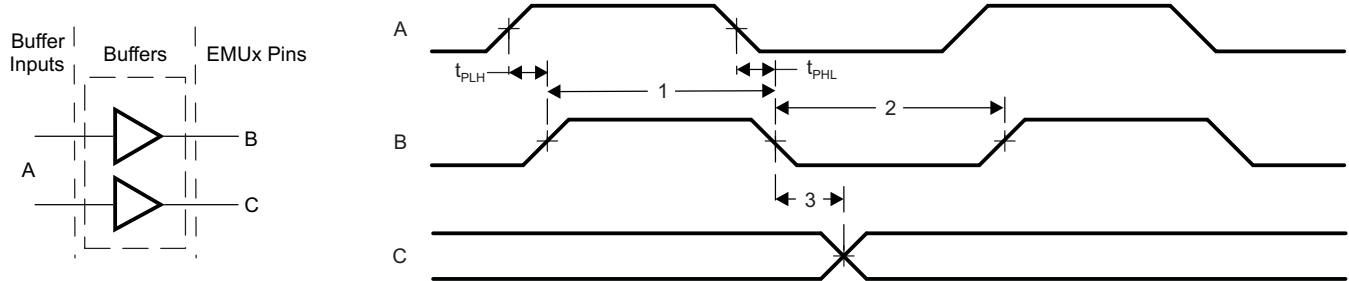 Buffer
Inputs
Buffers
EMUx Pins
A
B
C
A
t_PLH
t_PHL
1
2
B
3
C